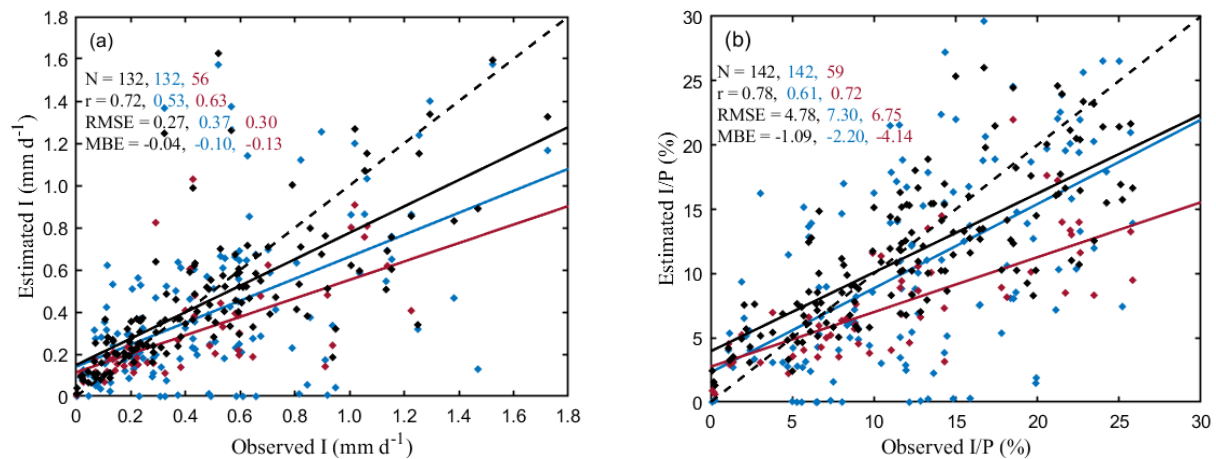 (a)
N = 132, 132, 56
r = 0.72, 0.53, 0.63
RMSE = 0.27, 0.37, 0.30
MBE = -0.04, -0.10, -0.13
Estimated I (mm d-1)
1.8
1.6
1.4
1.2
1.0
0.8
0.6
0.4
0.2
0
0 0.2 0.4 0.6 0.8 1.0 1.2 1.4 1.6 1.8
Observed I (mm d-1)
(b)
N = 142, 142, 59
r = 0.78, 0.61, 0.72
RMSE = 4.78, 7.30, 6.75
MBE = -1.09, -2.20, -4.14
Estimated I/P (%)
30
25
20
15
10
5
0
0 5 10 15 20 25 30
Observed I/P (%)